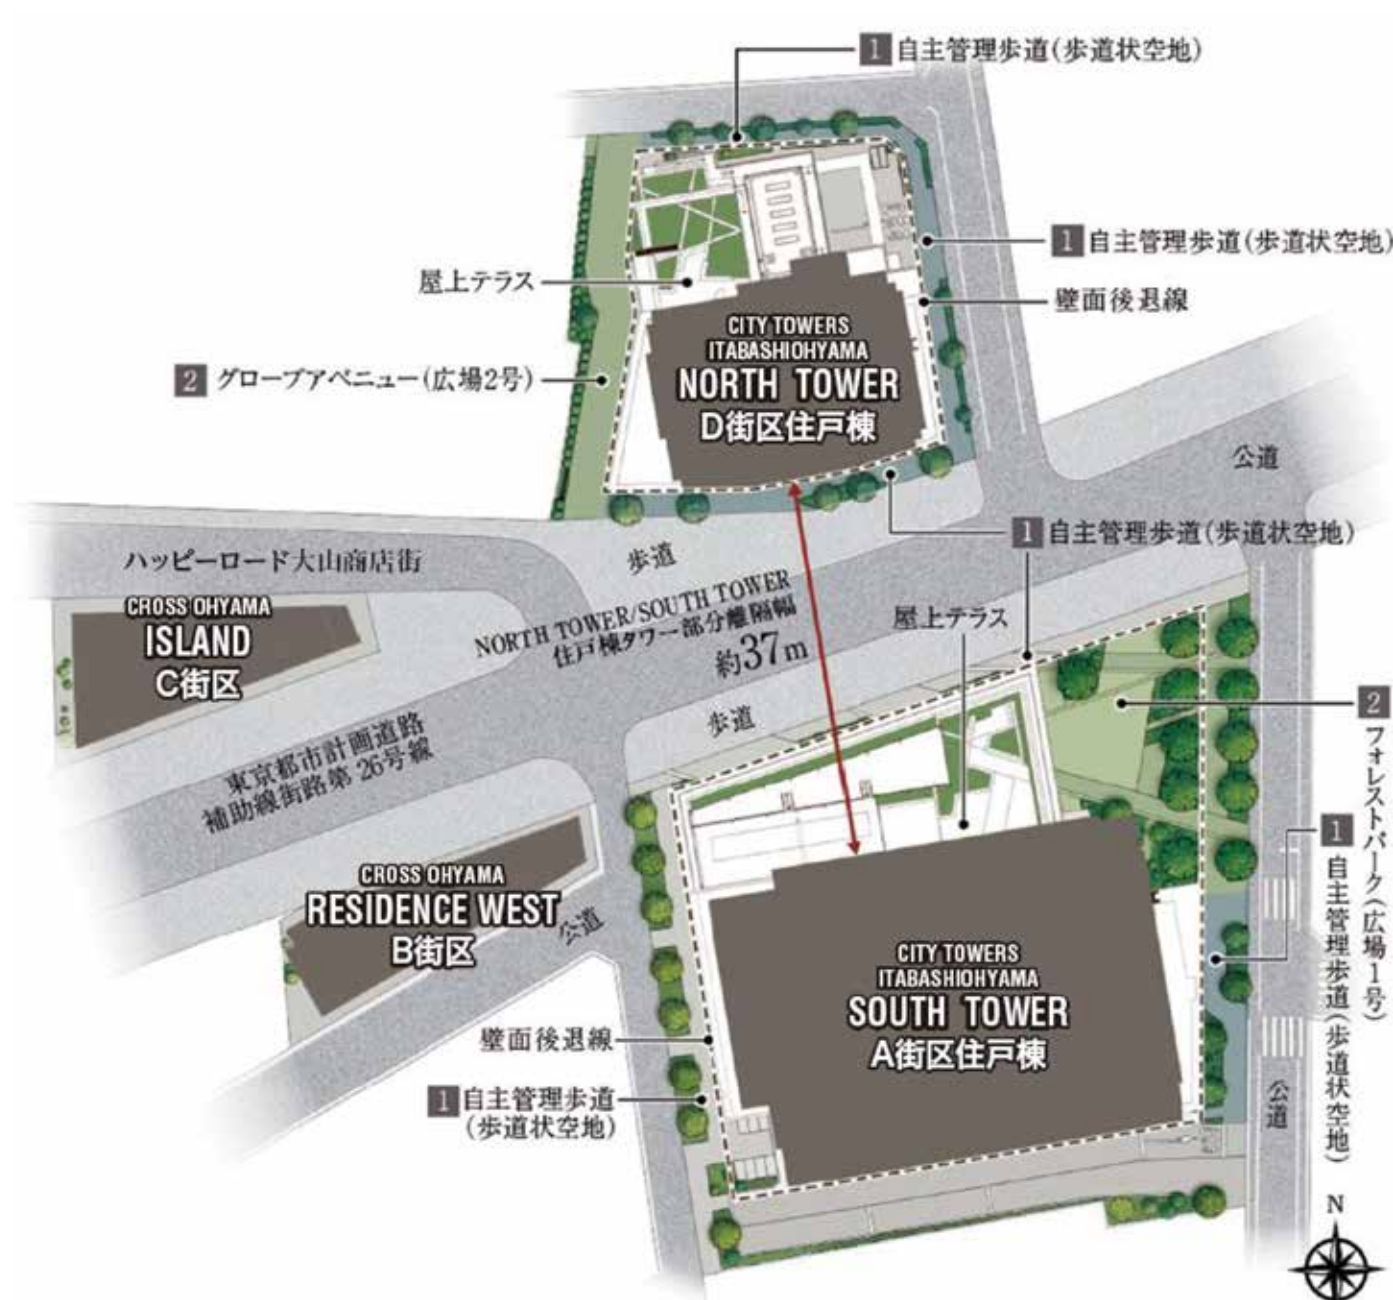 1 自主管理歩道(歩道状空地)
1 自主管理歩道(歩道状空地)
屋上テラス
壁面後退線
CITY TOWERS
ITABASHIOHYAMA
NORTH TOWER
D街区住戸棟
2 グローブアベニュー(広場2号)
公道
1 自主管理歩道(歩道状空地)
ハッピーロード大山商店街
歩道
CROSS OHYAMA
ISLAND
C街区
NORTH TOWER/SOUTH TOWER
住戸棟タワー部分離隔幅
約37m
屋上テラス
歩道
東京都市計画道路
補助線街路第26号線
2 フォレストパーク(広場1号)
1 自主管理歩道(歩道状空地)
CROSS OHYAMA
RESIDENCE WEST
B街区
公道
CITY TOWERS
ITABASHIOHYAMA
SOUTH TOWER
A街区住戸棟
壁面後退線
1 自主管理歩道
(歩道状空地)
公道
N